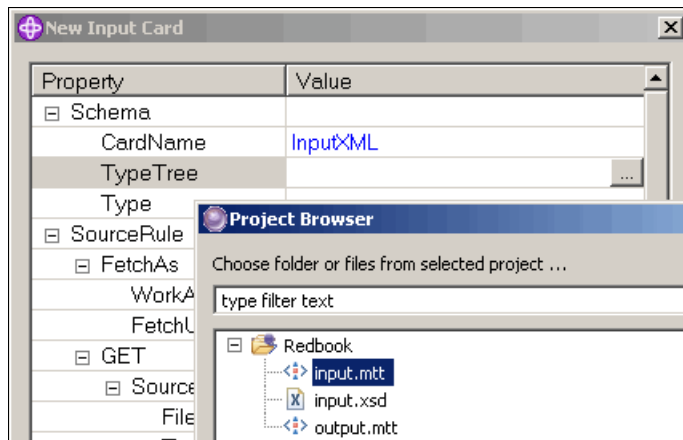 New Input Card
Property Value
Schema
CardName InputXML
TypeTree ...
Type
SourceRule
Project Browser
FetchAs
Choose folder or files from selected project ...
WorkA
type filter text
FetchU
GET
Redbook
input.mtt
Source
input.xsd
File
output.mtt